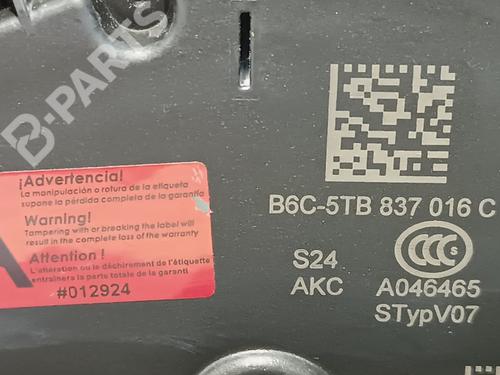 B-PARTS
¡Advertencia!
La manipulación o rotura de la etiqueta
supone la pérdida completa de la garantía
Warning!
Tampering with or breaking the label will
result in the complete loss of the warranty
Attention !
L'altération ou le déchirement de l'étiquette
entraînera la parte totale de la garanti
#012924
A
B6C-5TB 837 016 C
CCC S
S24
AKC A046465
STypV07